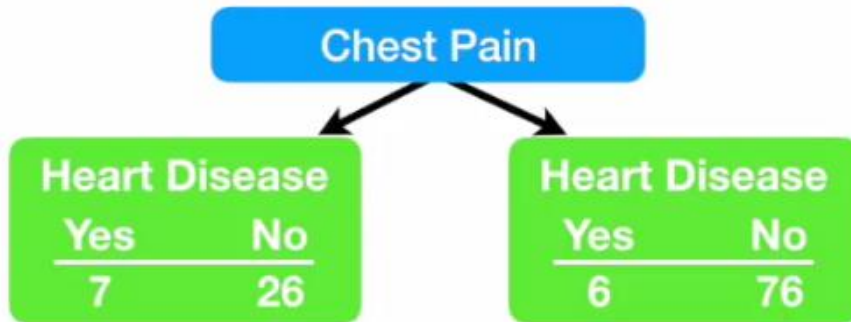 Chest Pain
Heart Disease
Yes No
7 26
Heart Disease
Yes No
6 76